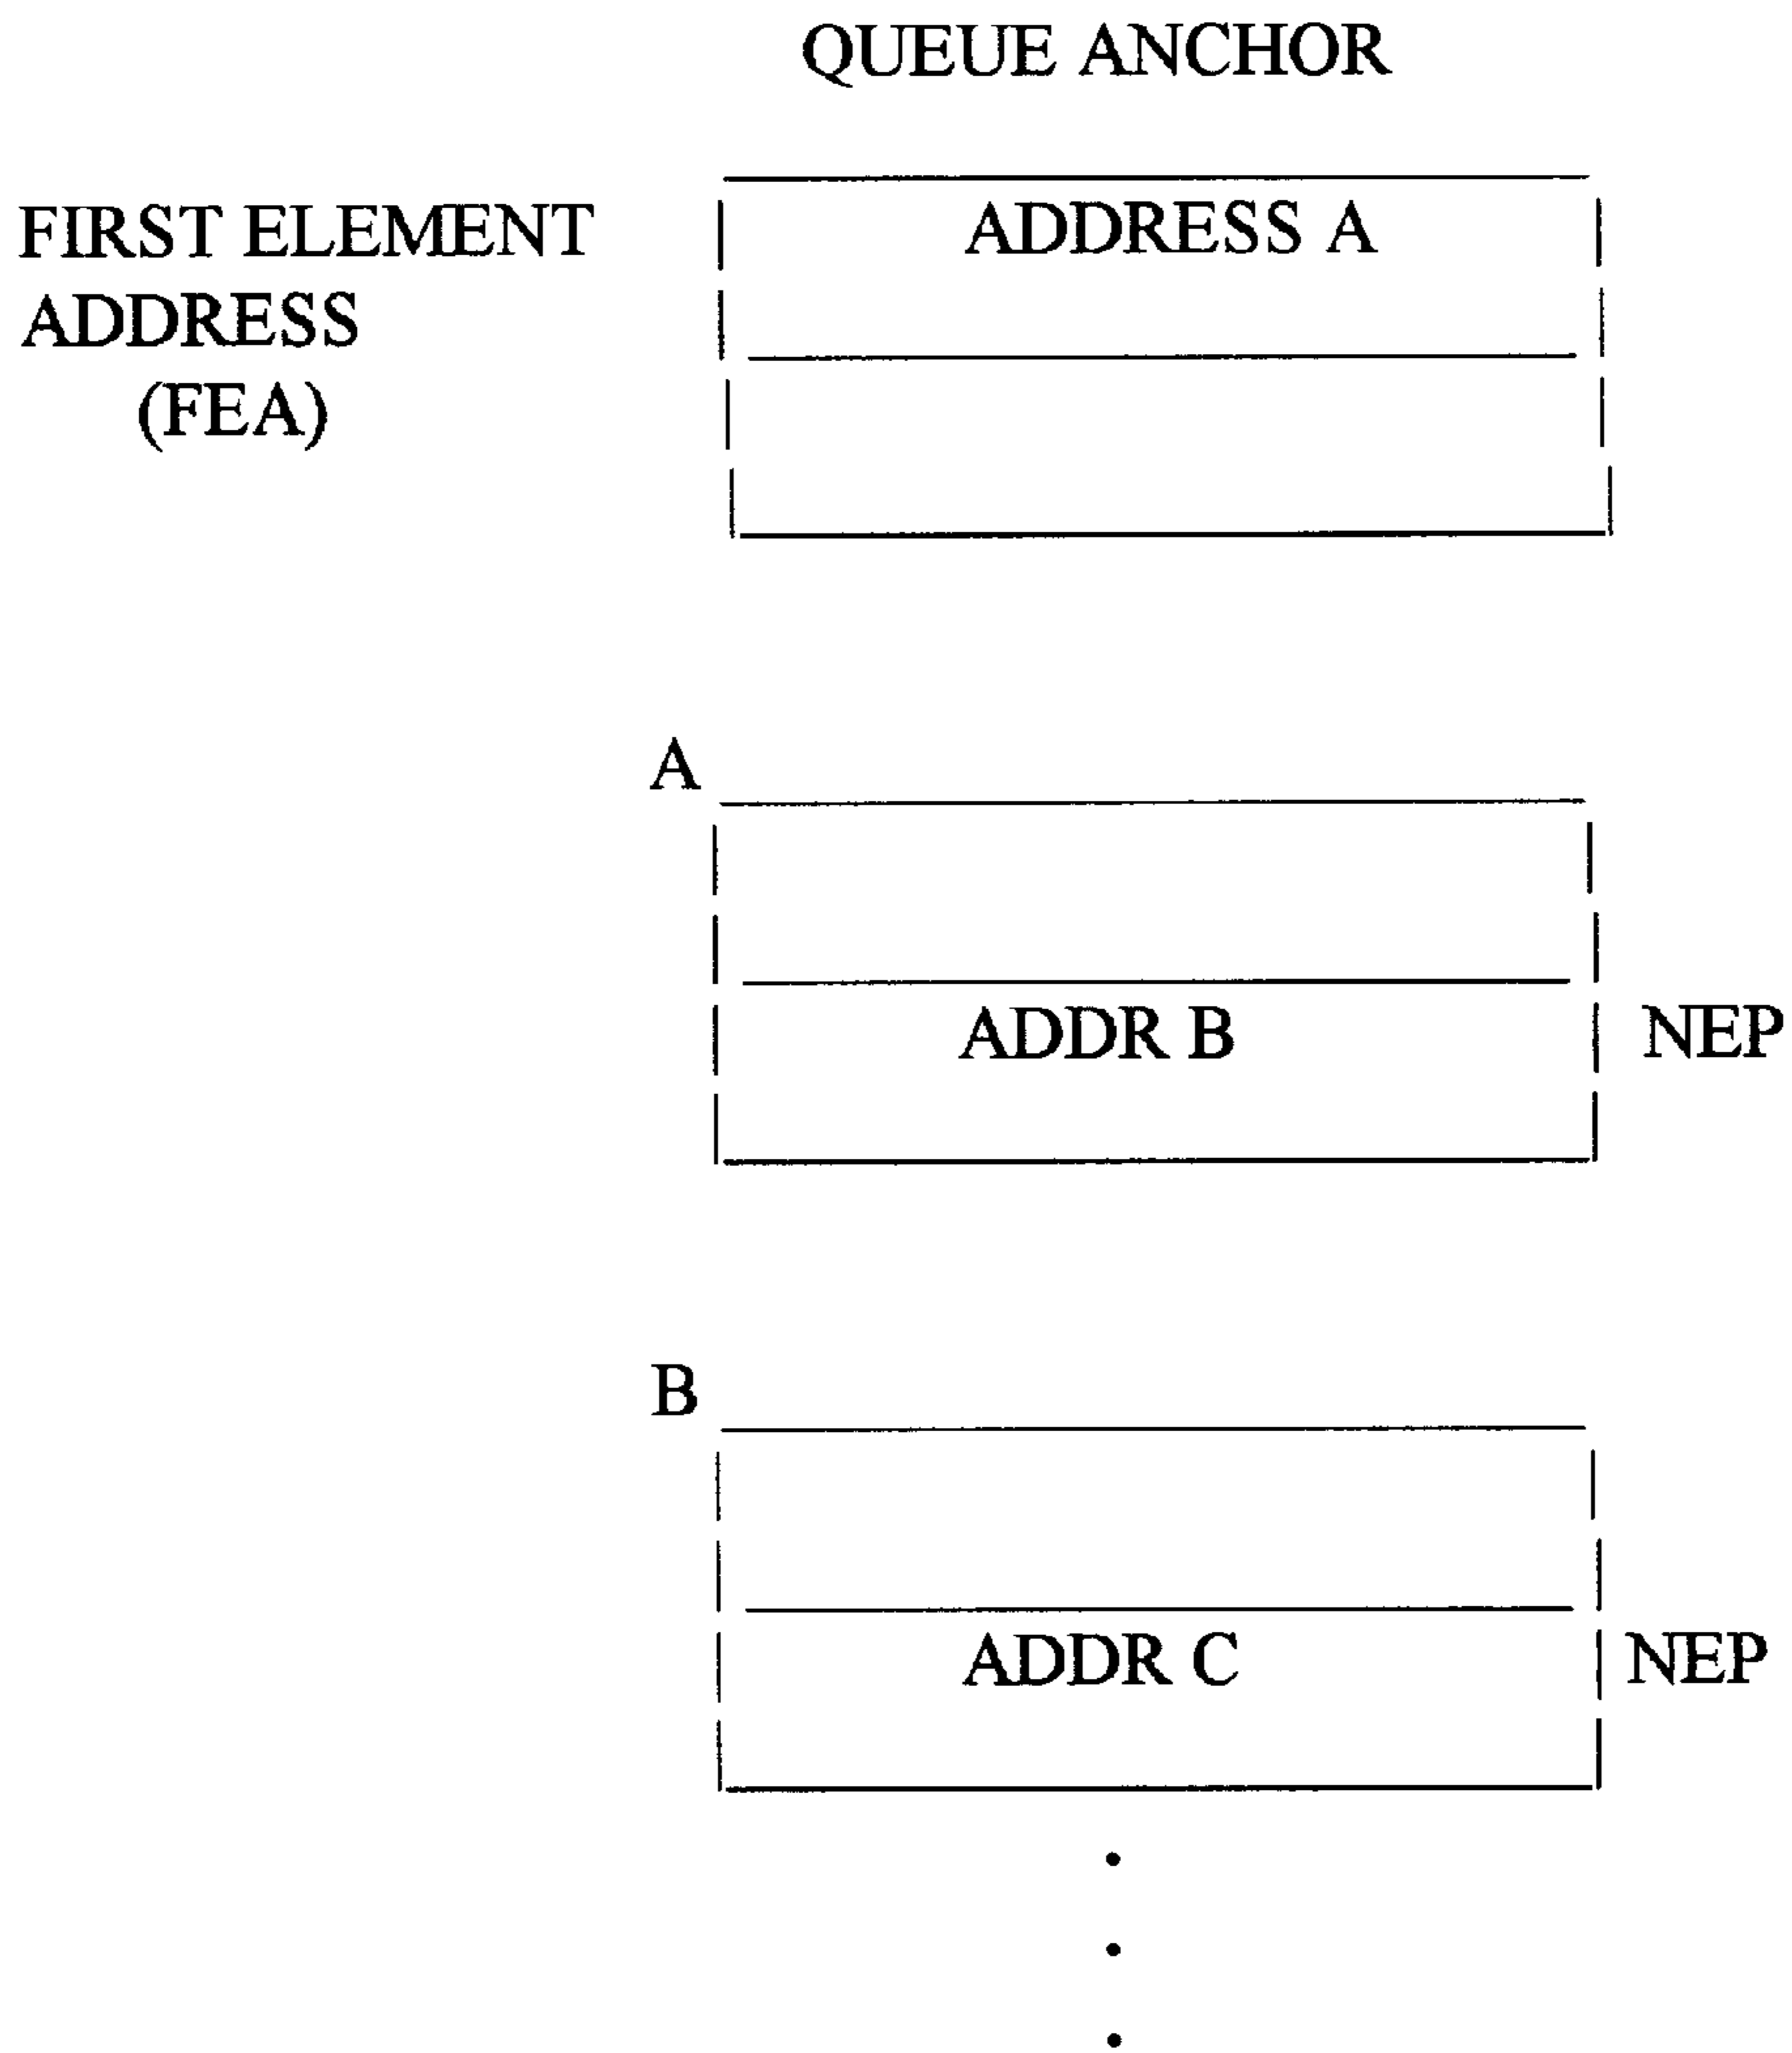 QUEUE ANCHOR
FIRST ELEMENT
ADDRESS
(FEA)
ADDRESS A
A
ADDR B
NEP
B
ADDR C
NEP